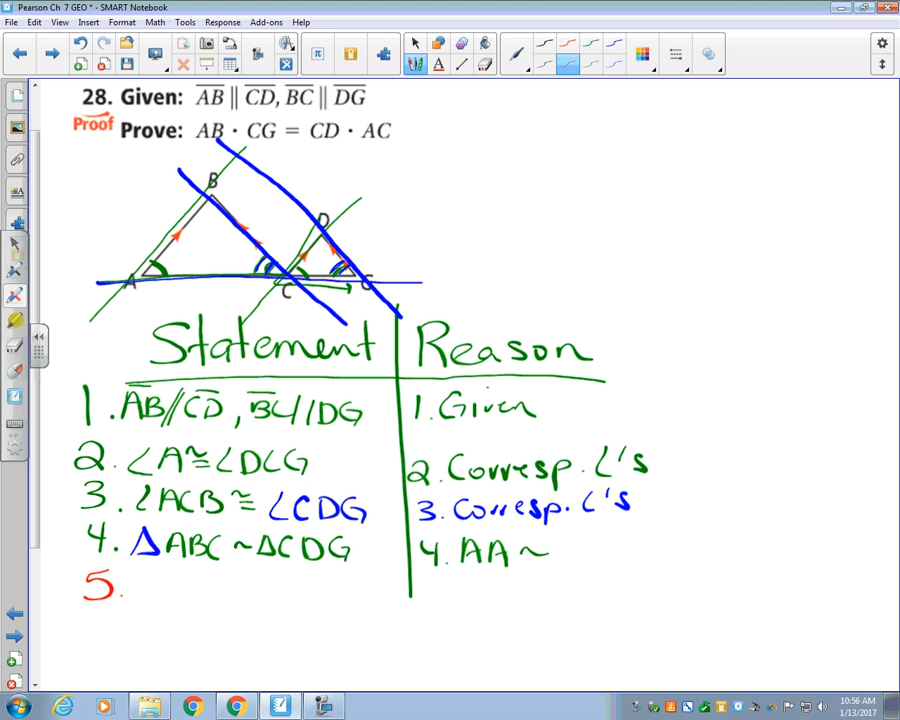 Pearson Ch 7 GEO * - SMART Notebook
File Edit View Insert Format Math Tools Response Add-ons Help
28. Given: AB ∥ CD, BC ∥ DG
Proof Prove: AB · CG = CD · AC
B
D
A
C
G
Statement Reason
1. AB//CD, BC//DG 1. Given
2. ∠A≅∠DCG 2. Corresp. ∠'s
3. ∠ACB≅ ∠CDG 3. Corresp. ∠'s
4. ΔABC~ΔCDG 4. AA~
5.
10:56 AM
1/13/2017